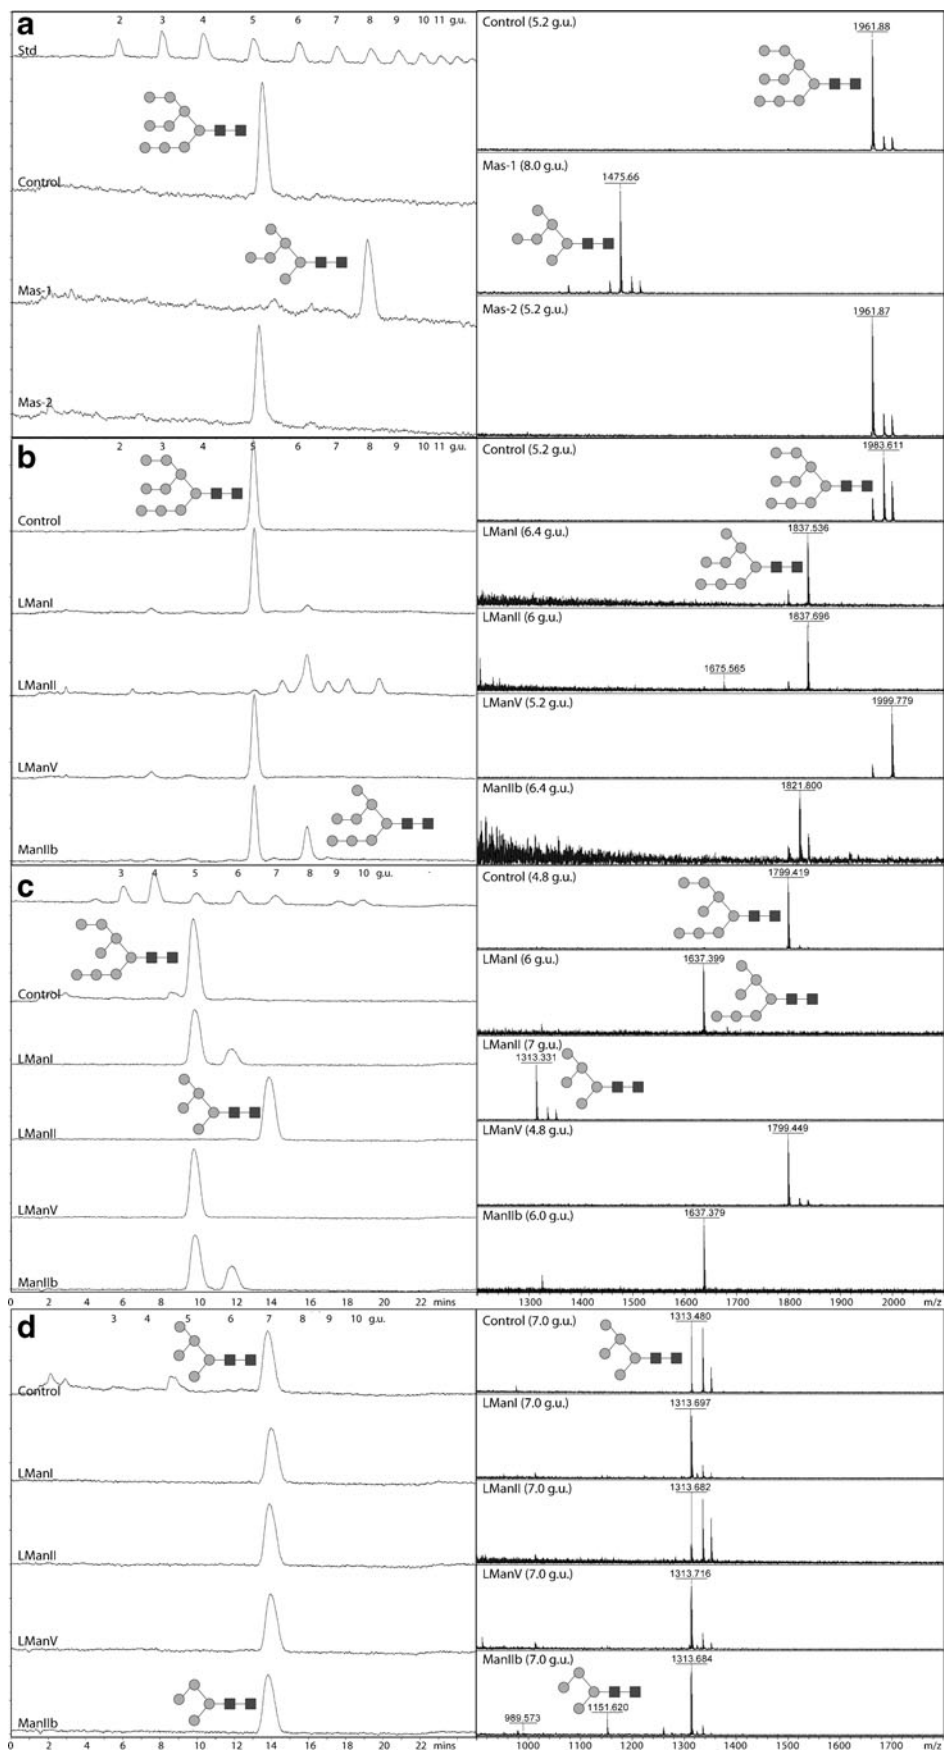 a
2 3 4 5 6 7 8 9 10 11 g.u.
Std
Control
Mas-1
Mas-2
Control (5.2 g.u.)
1961.88
Mas-1 (8.0 g.u.)
1475.66
Mas-2 (5.2 g.u.)
1961.87
b
2 3 4 5 6 7 8 9 10 11 g.u.
Control
LManI
LManII
LManV
ManIIb
Control (5.2 g.u.)
1983.611
LManI (6.4 g.u.)
1837.536
LManII (6 g.u.)
1837.696
1675.565
LManV (5.2 g.u.)
1999.779
ManIIb (6.4 g.u.)
1821.800
c
3 4 5 6 7 8 9 10 g.u.
Control
LManI
LManII
LManV
ManIIb
0 2 4 6 8 10 12 14 16 18 20 22 mins
Control (4.8 g.u.)
1799.419
LManI (6 g.u.)
1637.399
LManII (7 g.u.)
1313.331
LManV (4.8 g.u.)
1799.449
ManIIb (6.0 g.u.)
1637.379
1300 1400 1500 1600 1700 1800 1900 2000 m/z
d
3 4 5 6 7 8 9 10 g.u.
Control
LManI
LManII
LManV
ManIIb
0 2 4 6 8 10 12 14 16 18 20 22 mins
Control (7.0 g.u.)
1313.480
LManI (7.0 g.u.)
1313.697
LManII (7.0 g.u.)
1313.682
LManV (7.0 g.u.)
1313.716
ManIIb (7.0 g.u.)
1313.684
1151.620
989.573
1000 1200 1400 1600 1800 m/z